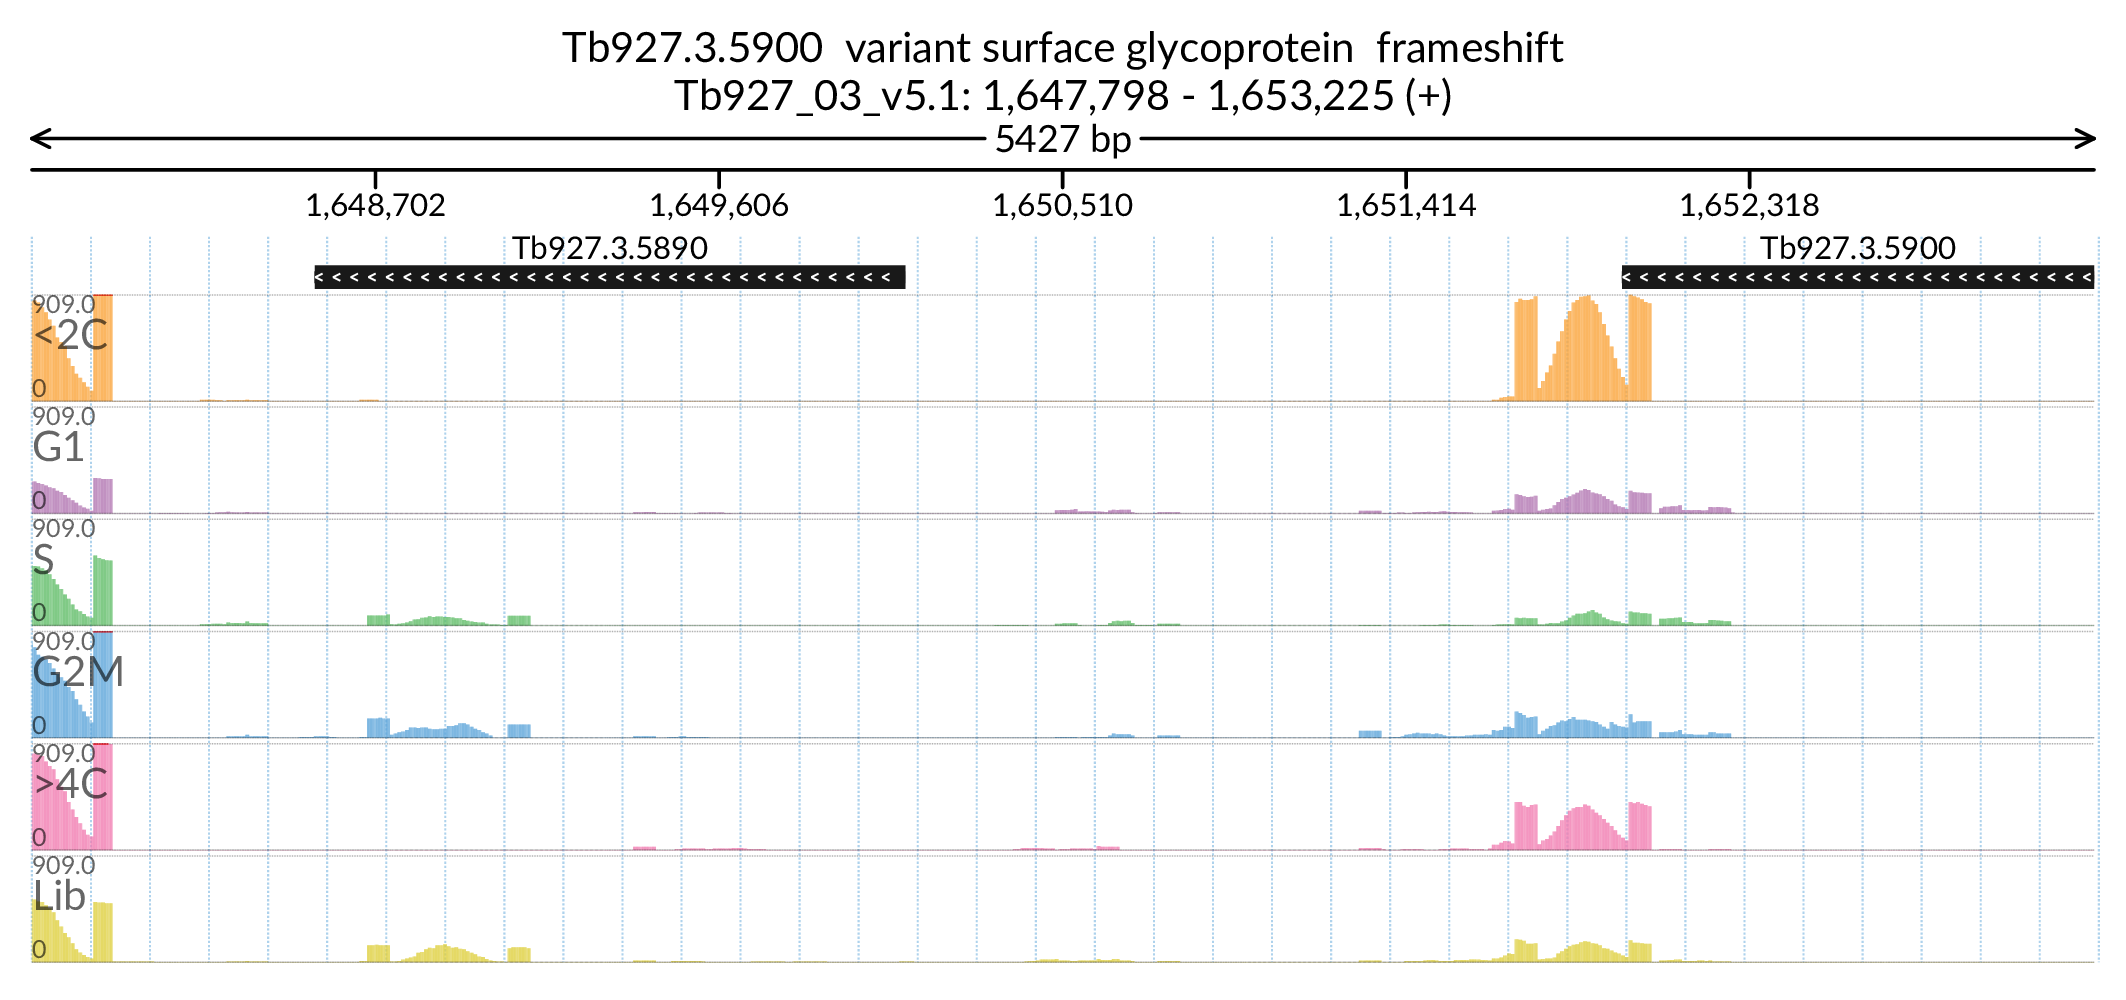 Tb927.3.5900 variant surface glycoprotein frameshift
Tb927_03_v5.1: 1,647,798 - 1,653,225 (+)
5427 bp
1,648,702 1,649,606 1,650,510 1,651,414 1,652,318
Tb927.3.5890 Tb927.3.5900
909.0
<2C
0
909.0
G1
0
909.0
S
0
909.0
G2M
0
909.0
>4C
0
909.0
Lib
0